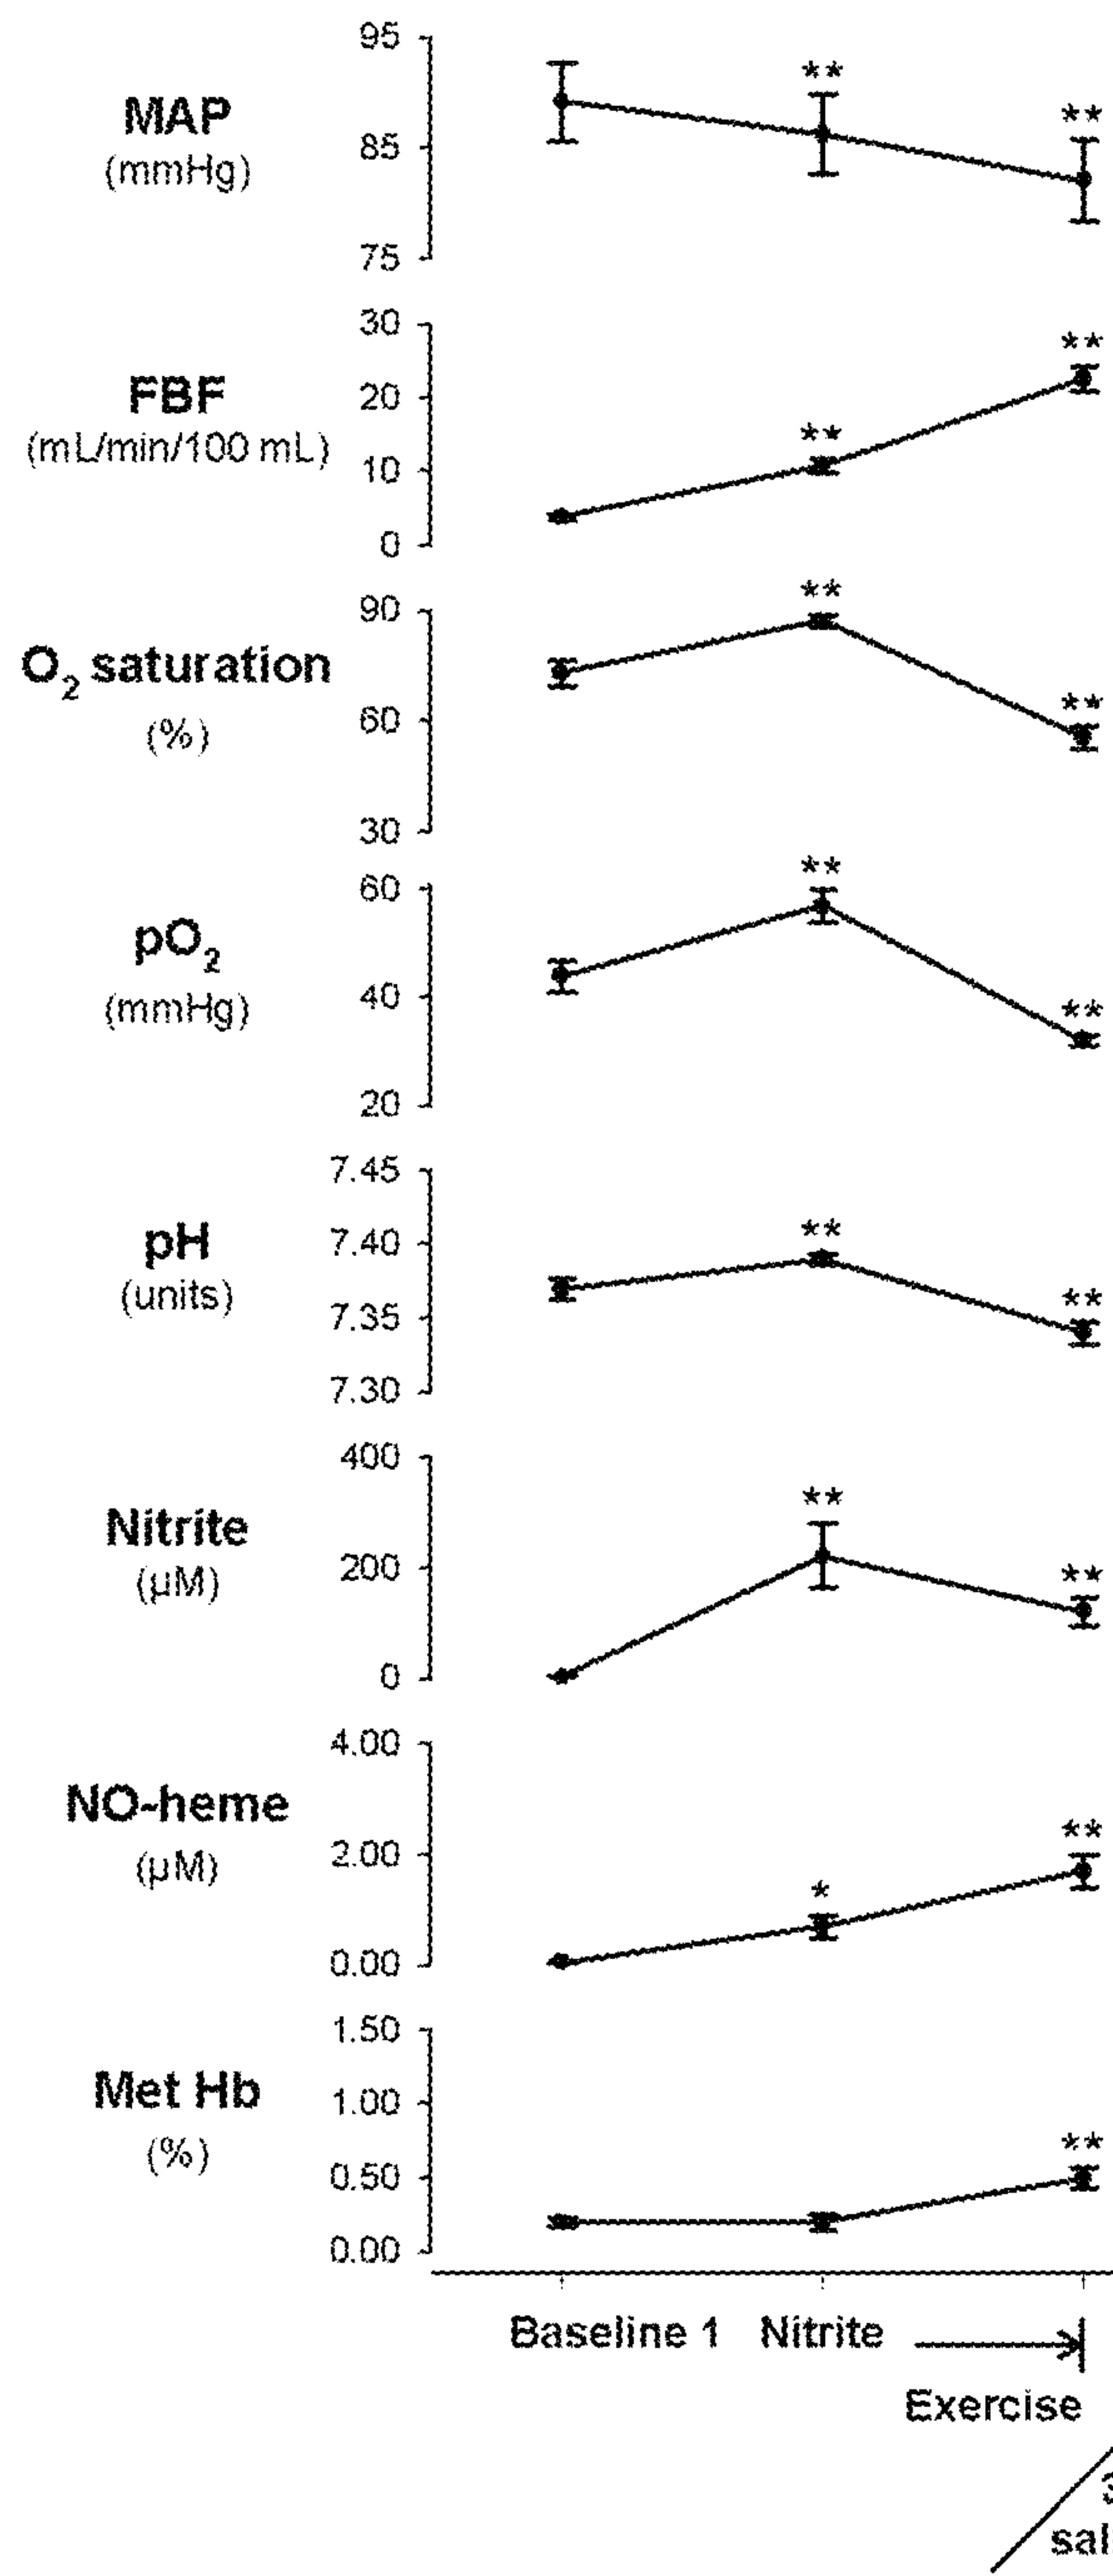 95
**
MAP
**
85
(mmHg)
75
30
**
FBF
20
**
(mL/min/100 mL)
10
0
**
90
O₂ saturation
**
60
(%)
30
**
60
pO₂
(mmHg)
40
**
20
7.45
**
pH
7.40
(units)
**
7.35
7.30
400
**
Nitrite
200
(µM)
**
0
4.00
NO-heme
**
2.00
(µM)
*
0.00
1.50
Met Hb
1.00
**
(%)
0.50
0.00
Baseline 1 Nitrite
Exercise